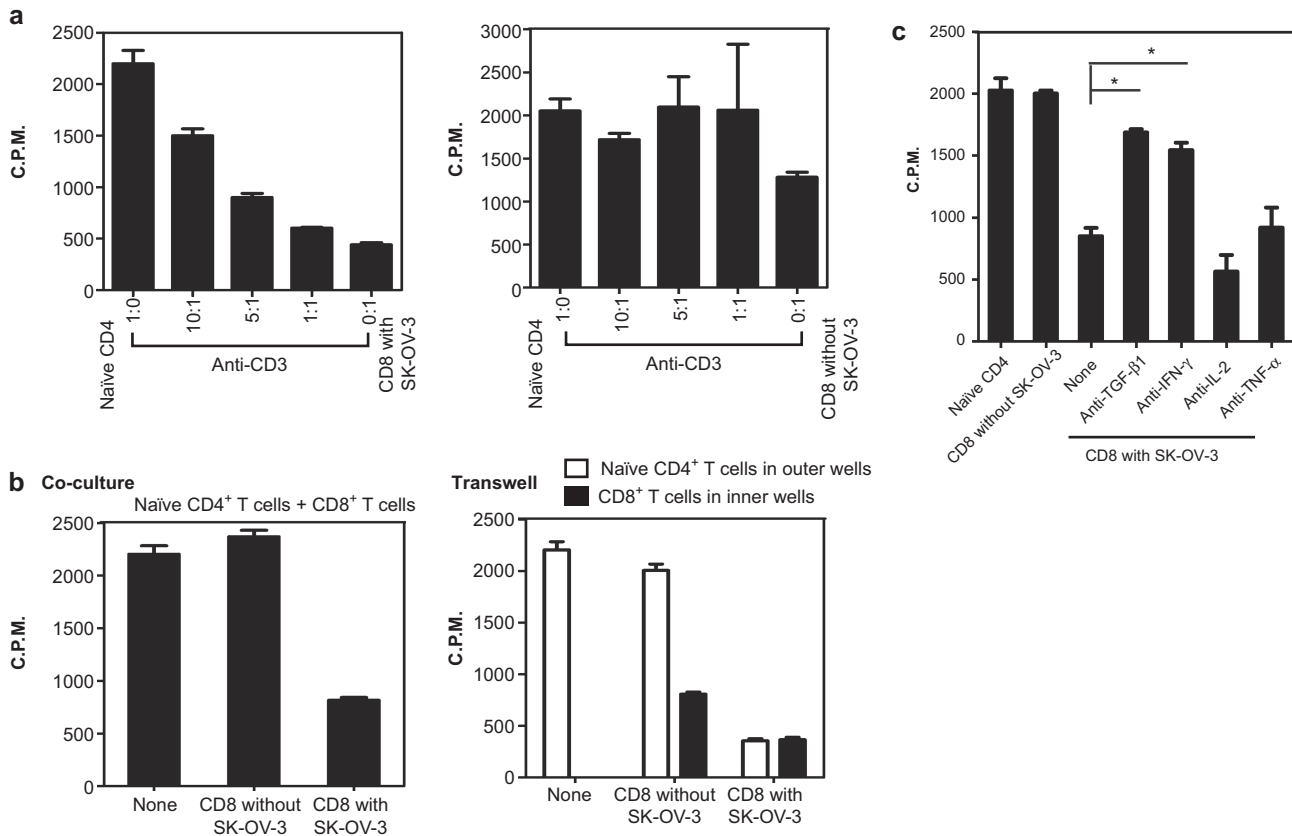 a
2500
2000
1500
1000
500
0
C.P.M.
1:0
10:1
5:1
1:1
0:1
Naïve CD4
Anti-CD3
CD8 with
SK-OV-3
3000
2500
2000
1500
1000
500
0
C.P.M.
1:0
10:1
5:1
1:1
0:1
Naïve CD4
Anti-CD3
CD8 without
SK-OV-3
c
2500
2000
1500
1000
500
0
C.P.M.
*
*
Naïve CD4
CD8 without SK-OV-3
None
Anti-TGF-β1
Anti-IFN-γ
Anti-IL-2
Anti-TNF-α
CD8 with SK-OV-3
b Co-culture
Naïve CD4+ T cells + CD8+ T cells
2500
2000
1500
1000
500
0
C.P.M.
None
CD8 without
SK-OV-3
CD8 with
SK-OV-3
Transwell
Naïve CD4+ T cells in outer wells
CD8+ T cells in inner wells
2500
2000
1500
1000
500
0
C.P.M.
None
CD8 without
SK-OV-3
CD8 with
SK-OV-3